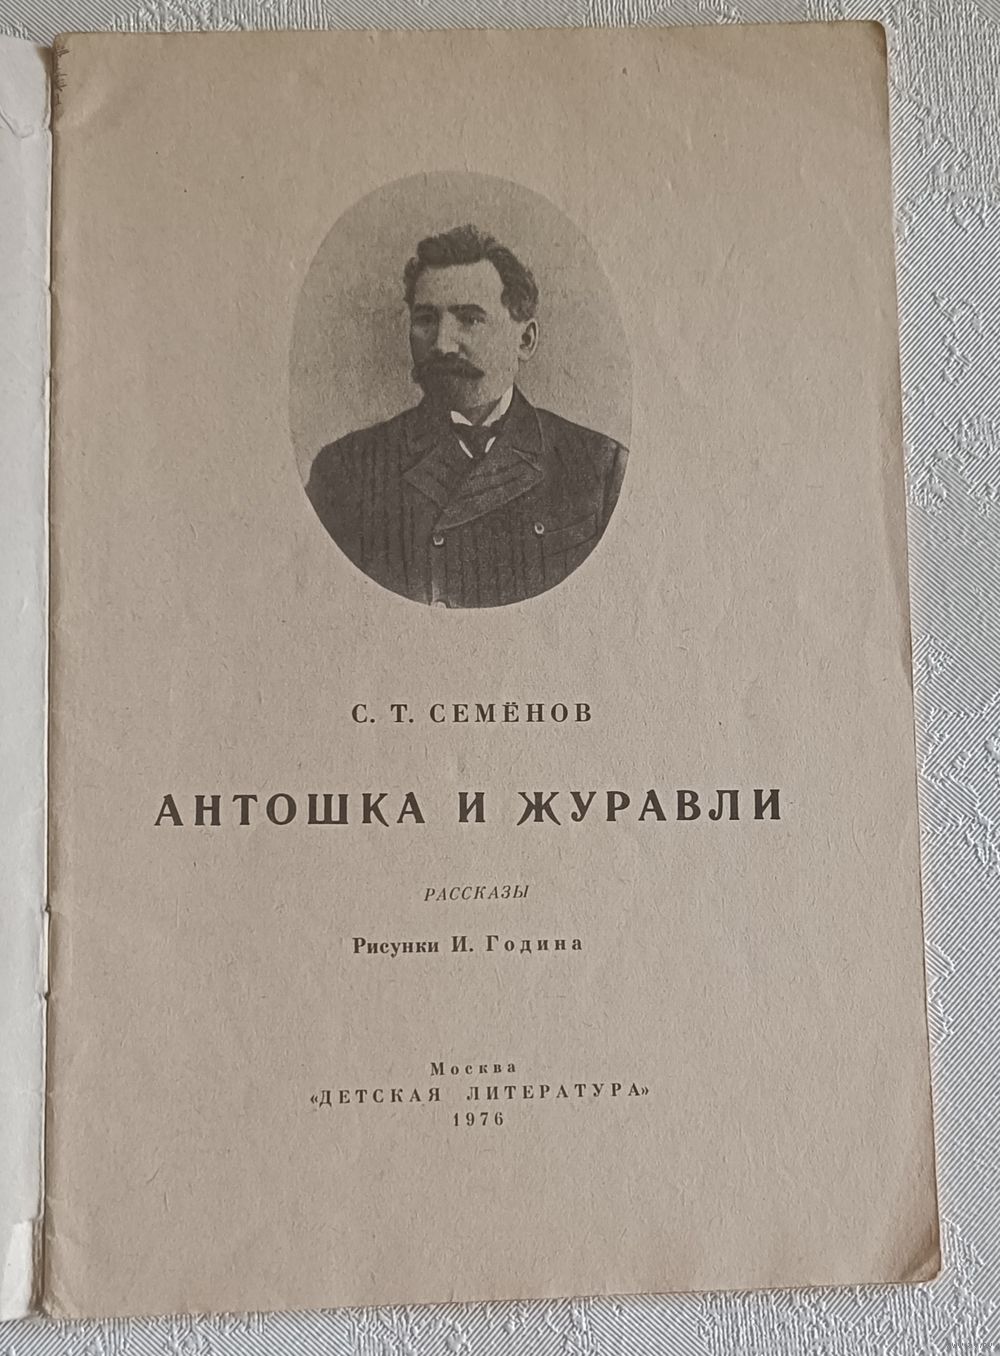 С. Т. СЕМЁНОВ
АНТОШКА И ЖУРАВЛИ
РАССКАЗЫ
Рисунки И. Година
Москва
«ДЕТСКАЯ ЛИТЕРАТУРА»
1976